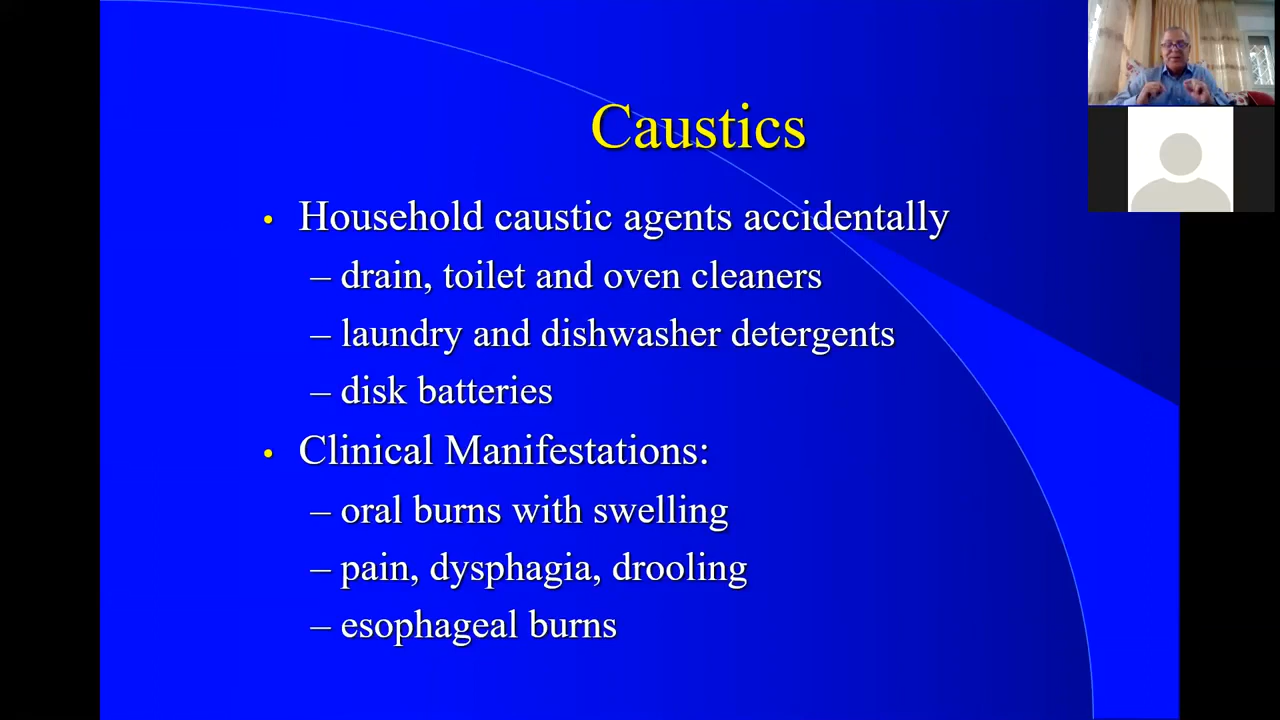 Caustics
• Household caustic agents accidentally
– drain, toilet and oven cleaners
– laundry and dishwasher detergents
– disk batteries
• Clinical Manifestations:
– oral burns with swelling
– pain, dysphagia, drooling
– esophageal burns